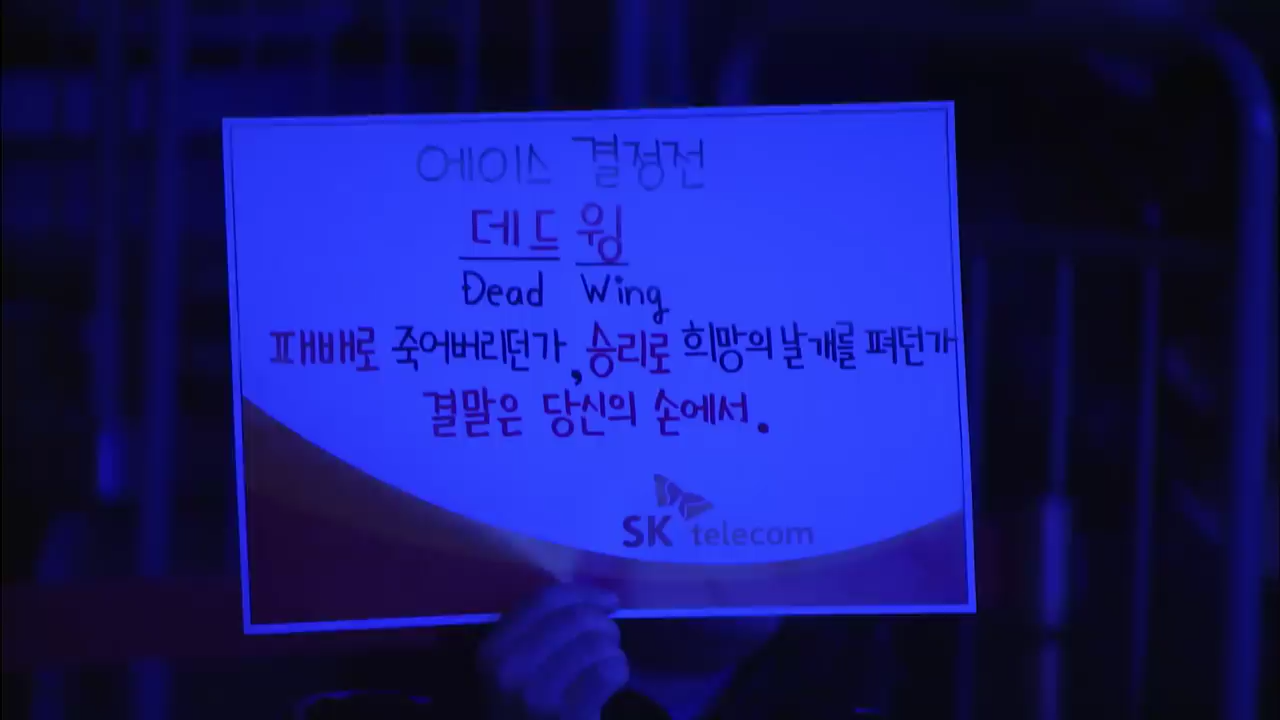 에이스 결정전
데드 윙
Dead Wing
패배로 죽어버리던가, 승리로 희망의 날개를 펴던가
결말은 당신의 손에서.
SK telecom